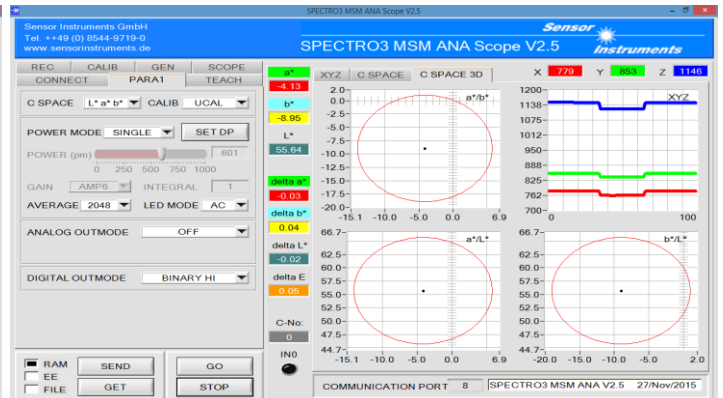 SPECTRO3 MSM ANA Scope V2.5
Sensor Instruments GmbH
Tel. ++49 (0) 8544-9719-0
www.sensorinstruments.de
SPECTRO3 MSM ANA Scope V2.5
Sensor
Instruments
REC CALIB GEN SCOPE
CONNECT PARA1 TEACH
C SPACE L* a* b* CALIB UCAL
POWER MODE SINGLE SET DP
POWER (pm) 601
0 250 500 750 1000
GAIN AMP6 INTEGRAL 1
AVERAGE 2048 LED MODE AC
ANALOG OUTMODE OFF
DIGITAL OUTMODE BINARY HI
RAM SEND GO
EE
FILE GET STOP
a*
-4.13
b*
-8.95
L*
55.64
delta a*
-0.03
delta b*
0.04
delta L*
-0.02
delta E
0.05
C-No:
0
IN0
XYZ C SPACE C SPACE 3D
X 779 Y 853 Z 1146
a*/b*
2.0
0.0
-2.5
-5.0
-7.5
-10.0
-12.5
-15.0
-17.5
-20.0
-15.1 -10.0 -5.0 0.0 6.9
XYZ
1200
1138
1075
1012
950
888
825
762
700
0 100
a*/L*
66.7
62.5
60.0
57.5
55.0
52.5
50.0
47.5
44.7
-15.1 -10.0 -5.0 0.0 6.9
b*/L*
66.7
62.5
60.0
57.5
55.0
52.5
50.0
47.5
44.7
-20.0 -15.0 -10.0 -5.0 2.0
COMMUNICATION PORT 8 SPECTRO3 MSM ANA V2.5 27/Nov/2015